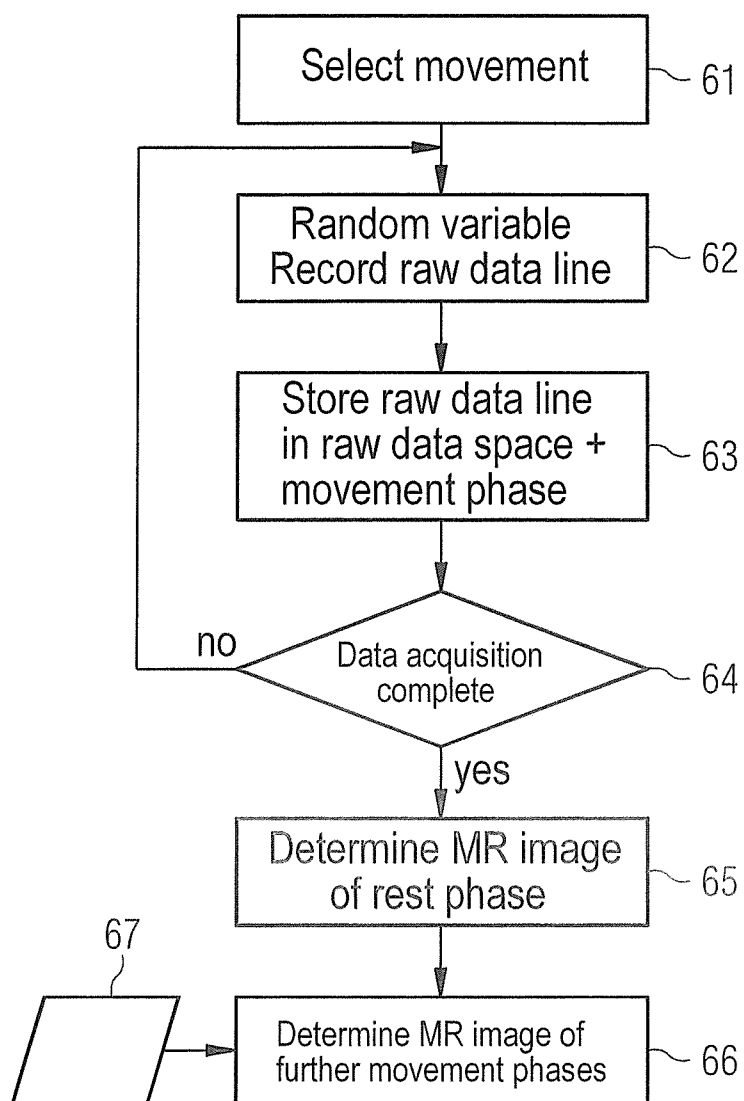 Select movement
61
Random variable
Record raw data line
62
Store raw data line
in raw data space +
movement phase
63
no
Data acquisition
complete
64
yes
Determine MR image
of rest phase
65
67
Determine MR image of
further movement phases
66